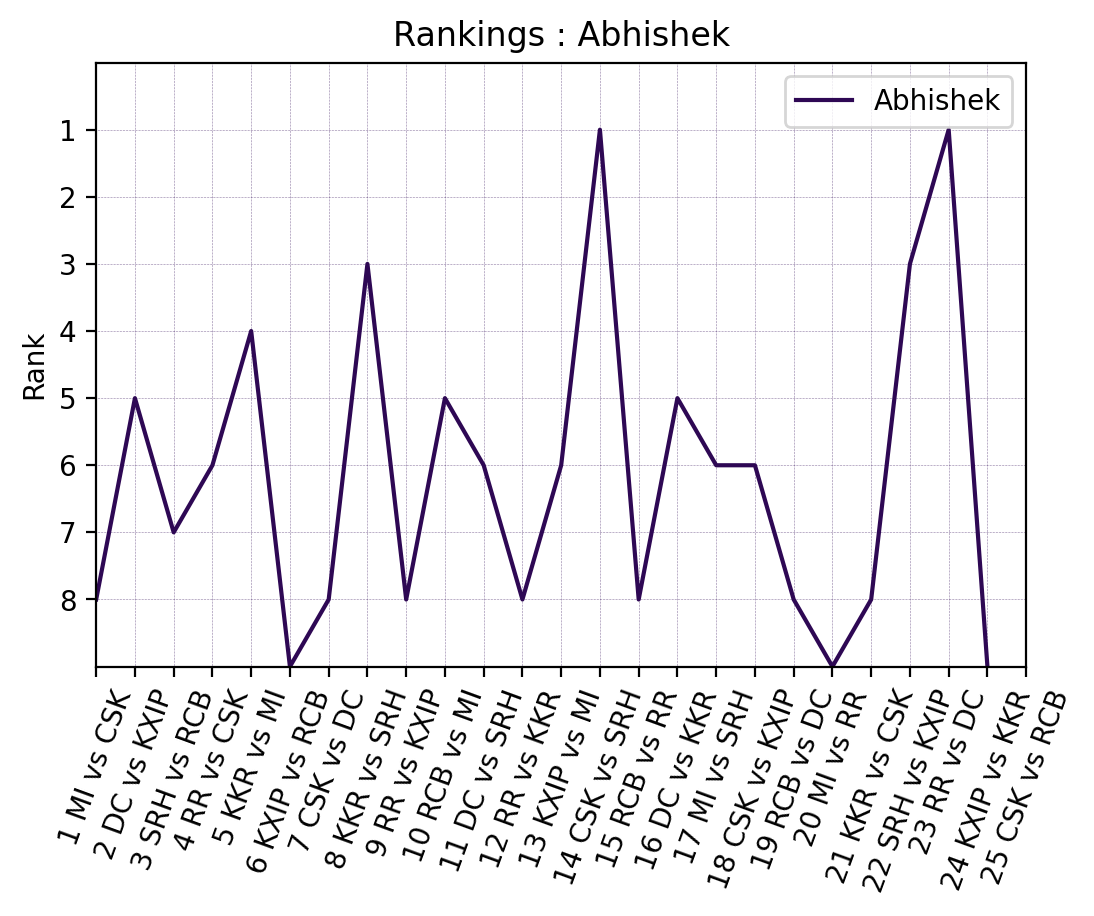 Rankings : Abhishek
Abhishek
Rank
1
2
3
4
5
6
7
8
1 MI vs CSK
2 DC vs KXIP
3 SRH vs RCB
4 RR vs CSK
5 KKR vs MI
6 KXIP vs RCB
7 CSK vs DC
8 KKR vs SRH
9 RR vs KXIP
10 RCB vs MI
11 DC vs SRH
12 RR vs KKR
13 KXIP vs MI
14 CSK vs SRH
15 RCB vs RR
16 DC vs KKR
17 MI vs SRH
18 CSK vs KXIP
19 RCB vs DC
20 MI vs RR
21 KKR vs CSK
22 SRH vs KXIP
23 RR vs DC
24 KXIP vs KKR
25 CSK vs RCB